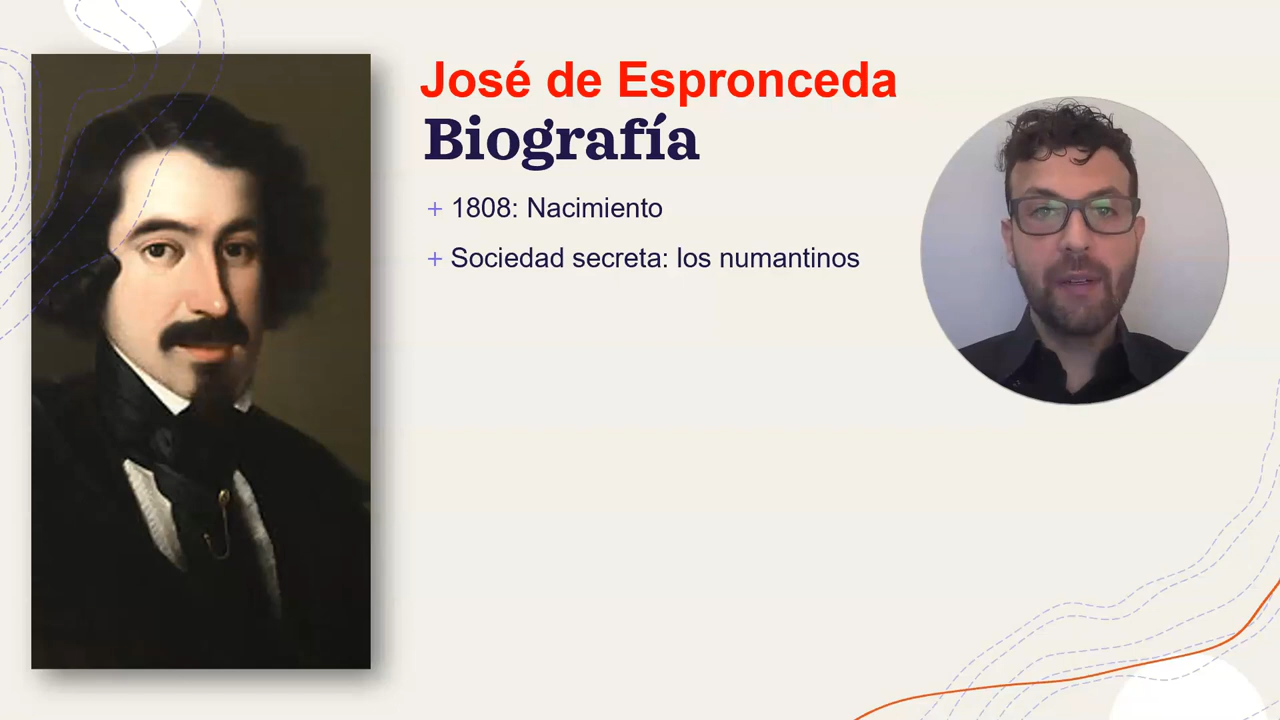 José de Espronceda
Biografía
+ 1808: Nacimiento
+ Sociedad secreta: los numantinos